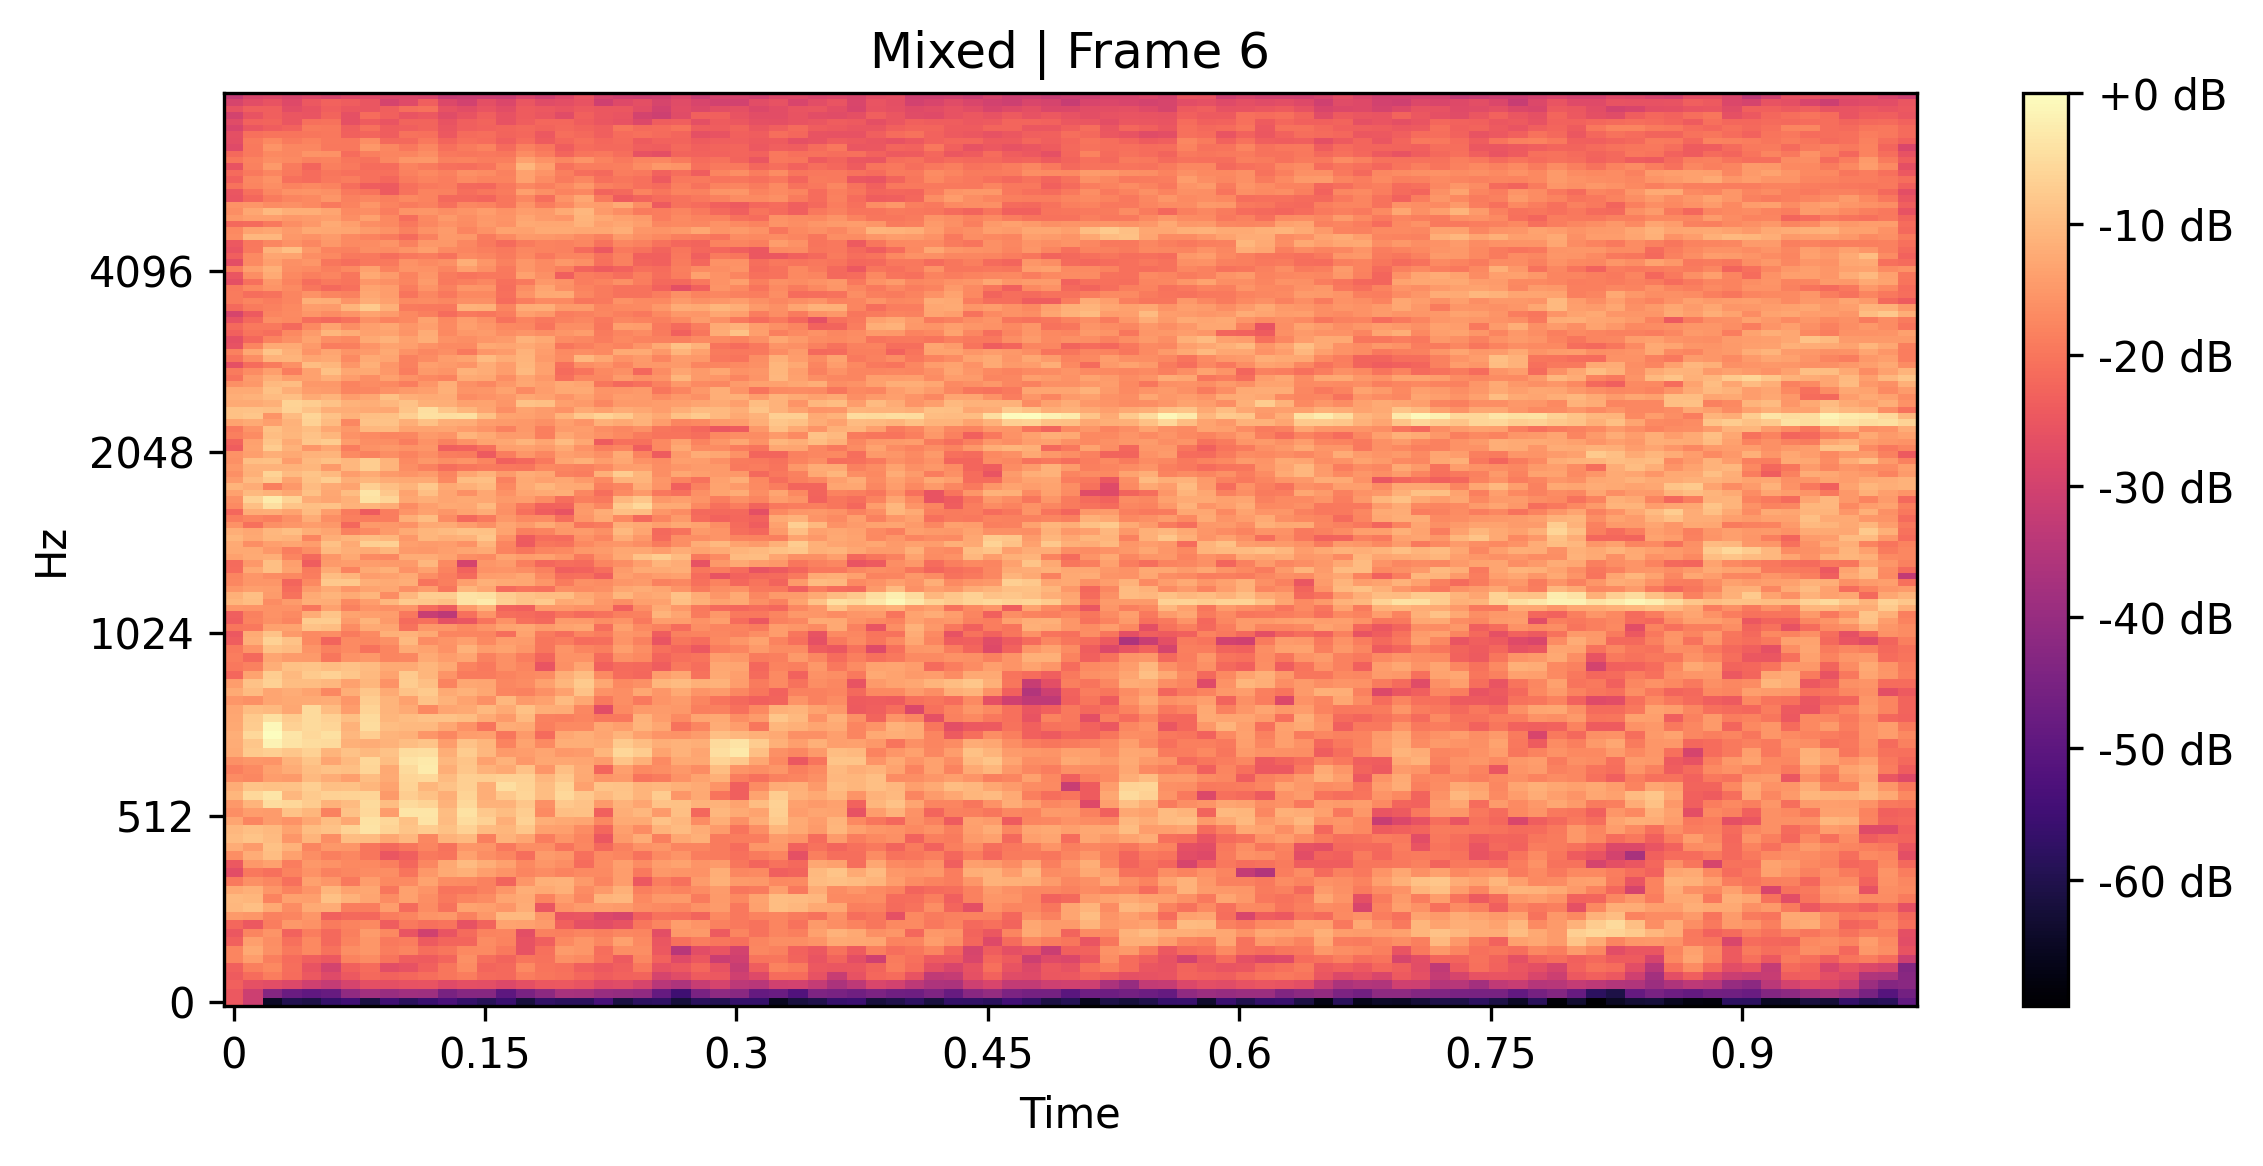 Mixed | Frame 6
+0 dB
-10 dB
-20 dB
-30 dB
-40 dB
-50 dB
-60 dB
Hz
4096
2048
1024
512
0
0 0.15 0.3 0.45 0.6 0.75 0.9
Time